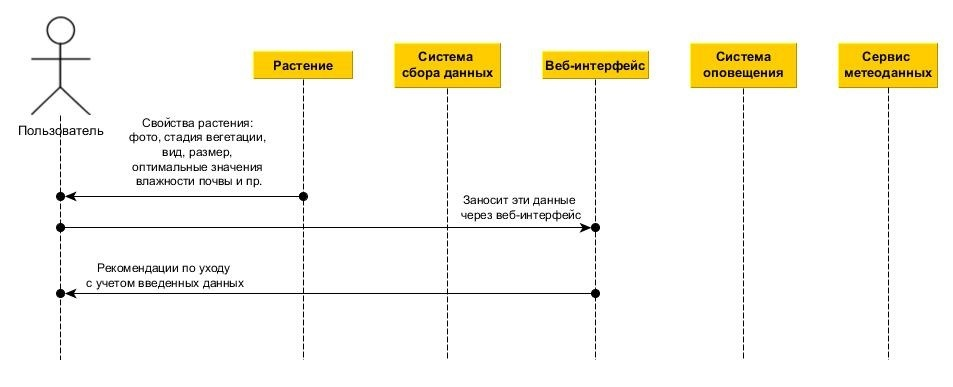 Пользователь
Растение
Система
сбора данных
Веб-интерфейс
Система
оповещения
Сервис
метеоданных
Свойства растения:
фото, стадия вегетации,
вид, размер,
оптимальные значения
влажности почвы и пр.
Заносит эти данные
через веб-интерфейс
Рекомендации по уходу
с учетом введенных данных